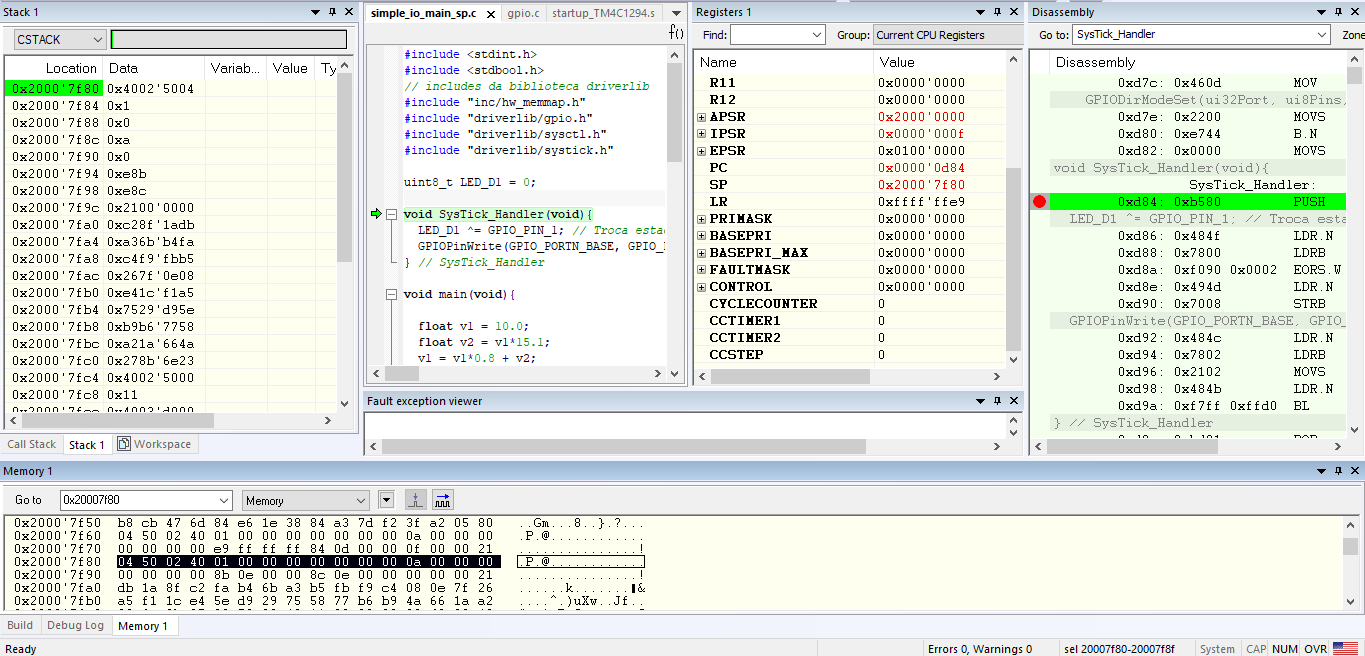 Stack 1
CSTACK
Location Data Variab... Value Ty
0x2000'7f80 0x4002'5004
0x2000'7f84 0x1
0x2000'7f88 0x0
0x2000'7f8c 0xa
0x2000'7f90 0x0
0x2000'7f94 0xe8b
0x2000'7f98 0xe8c
0x2000'7f9c 0x2100'0000
0x2000'7fa0 0xc28f'1adb
0x2000'7fa4 0xa36b'b4fa
0x2000'7fa8 0xc4f9'fbb5
0x2000'7fac 0x267f'0e08
0x2000'7fb0 0xe41c'f1a5
0x2000'7fb4 0x7529'd95e
0x2000'7fb8 0xb9b6'7758
0x2000'7fbc 0xa21a'664a
0x2000'7fc0 0x278b'6e23
0x2000'7fc4 0x4002'5000
0x2000'7fc8 0x11
Call Stack Stack 1 Workspace
simple_io_main_sp.c gpio.c startup_TM4C1294.s
f()
#include <stdint.h>
#include <stdbool.h>
// includes da biblioteca driverlib
#include "inc/hw_memmap.h"
#include "driverlib/gpio.h"
#include "driverlib/sysctl.h"
#include "driverlib/systick.h"
uint8_t LED_D1 = 0;
void SysTick_Handler(void){
LED_D1 ^= GPIO_PIN_1; // Troca esta
GPIOPinWrite(GPIO_PORTN_BASE, GPIO_
} // SysTick_Handler
void main(void){
float v1 = 10.0;
float v2 = v1*15.1;
v1 = v1*0.8 + v2;
Fault exception viewer
Registers 1
Find: Group: Current CPU Registers
Name Value
R11 0x0000'0000
R12 0x0000'0000
APSR 0x2000'0000
IPSR 0x0000'000f
EPSR 0x0100'0000
PC 0x0000'0d84
SP 0x2000'7f80
LR 0xffff'ffe9
PRIMASK 0x0000'0000
BASEPRI 0x0000'0000
BASEPRI_MAX 0x0000'0000
FAULTMASK 0x0000'0000
CONTROL 0x0000'0000
CYCLECOUNTER 0
CCTIMER1 0
CCTIMER2 0
CCSTEP 0
Disassembly
Go to: SysTick_Handler Zone
Disassembly
0xd7c: 0x460d MOV
GPIODirModeSet(ui32Port, ui8Pins,
0xd7e: 0x2200 MOVS
0xd80: 0xe744 B.N
0xd82: 0x0000 MOVS
void SysTick_Handler(void){
SysTick_Handler:
0xd84: 0xb580 PUSH
LED_D1 ^= GPIO_PIN_1; // Troca esta
0xd86: 0x484f LDR.N
0xd88: 0x7800 LDRB
0xd8a: 0xf090 0x0002 EORS.W
0xd8e: 0x494d LDR.N
0xd90: 0x7008 STRB
GPIOPinWrite(GPIO_PORTN_BASE, GPIO_
0xd92: 0x484c LDR.N
0xd94: 0x7802 LDRB
0xd96: 0x2102 MOVS
0xd98: 0x484b LDR.N
0xd9a: 0xf7ff 0xffd0 BL
} // SysTick_Handler
Memory 1
Go to 0x20007f80 Memory
0x2000'7f50 b8 cb 47 6d 84 e6 1e 38 84 a3 7d f2 3f a2 05 80 ..Gm...8..}.?...
0x2000'7f60 04 50 02 40 01 00 00 00 00 00 00 00 0a 00 00 00 .P.@............
0x2000'7f70 00 00 00 00 e9 ff ff ff 84 0d 00 00 0f 00 00 21 ...............!
0x2000'7f80 04 50 02 40 01 00 00 00 00 00 00 00 0a 00 00 00 .P.@............
0x2000'7f90 00 00 00 00 8b 0e 00 00 8c 0e 00 00 00 00 00 21 ...............!
0x2000'7fa0 db 1a 8f c2 fa b4 6b a3 b5 fb f9 c4 08 0e 7f 26 ......k.......▮&
0x2000'7fb0 a5 f1 1c e4 5e d9 29 75 58 77 b6 b9 4a 66 1a a2 ....^.)uXw..Jf..
Build Debug Log Memory 1
Ready Errors 0, Warnings 0 sel 20007f80-20007f8f System CAP NUM OVR